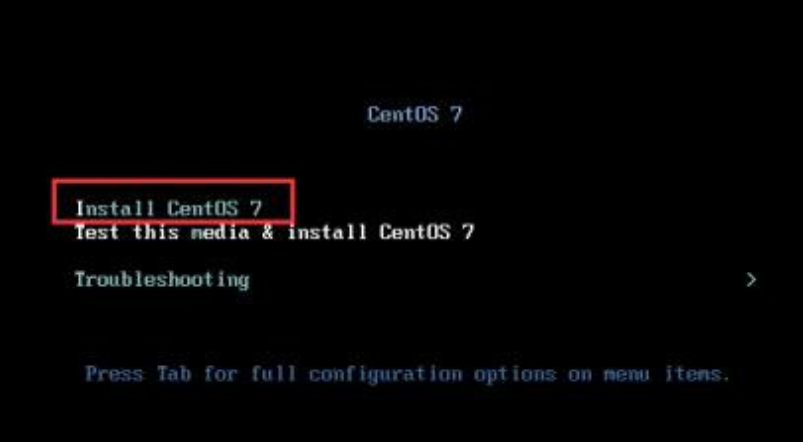 CentOS 7
Install CentOS 7
Test this media & install CentOS 7
Troubleshooting >
Press Tab for full configuration options on menu items.